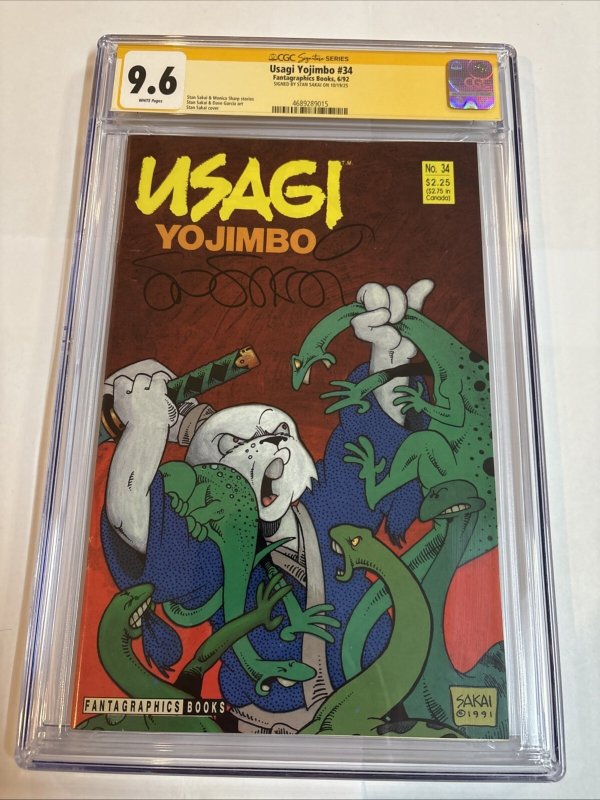 CGC Signature SERIES
9.6
WHITE Pages
Usagi Yojimbo #34
Fantagraphics Books, 6/92
SIGNED BY STAN SAKAI ON 10/19/25
Stan Sakai & Monica Sharp stories
Stan Sakai & Dave Garcia art
Stan Sakai cover
4689289015
CGC
USAGI
YOJIMBO
TM
No. 34
$2.25
($2.75 in
Canada)
FANTAGRAPHICS BOOKS
SAKAI
©1991